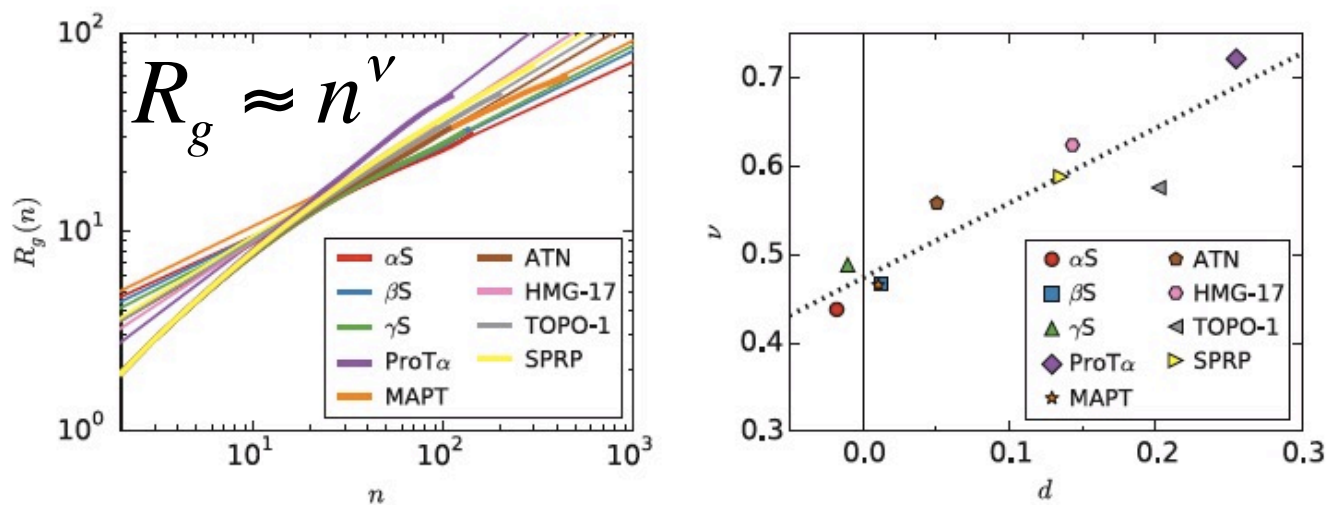 10²
R_g ≈ n^ν
R_g(n)
10¹
αS
βS
γS
ProTα
MAPT
ATN
HMG-17
TOPO-1
SPRP
10⁰
10¹
10²
10³
n
0.7
0.6
ν
0.5
0.4
0.3
αS
βS
γS
ProTα
MAPT
ATN
HMG-17
TOPO-1
SPRP
0.0
0.1
0.2
0.3
d